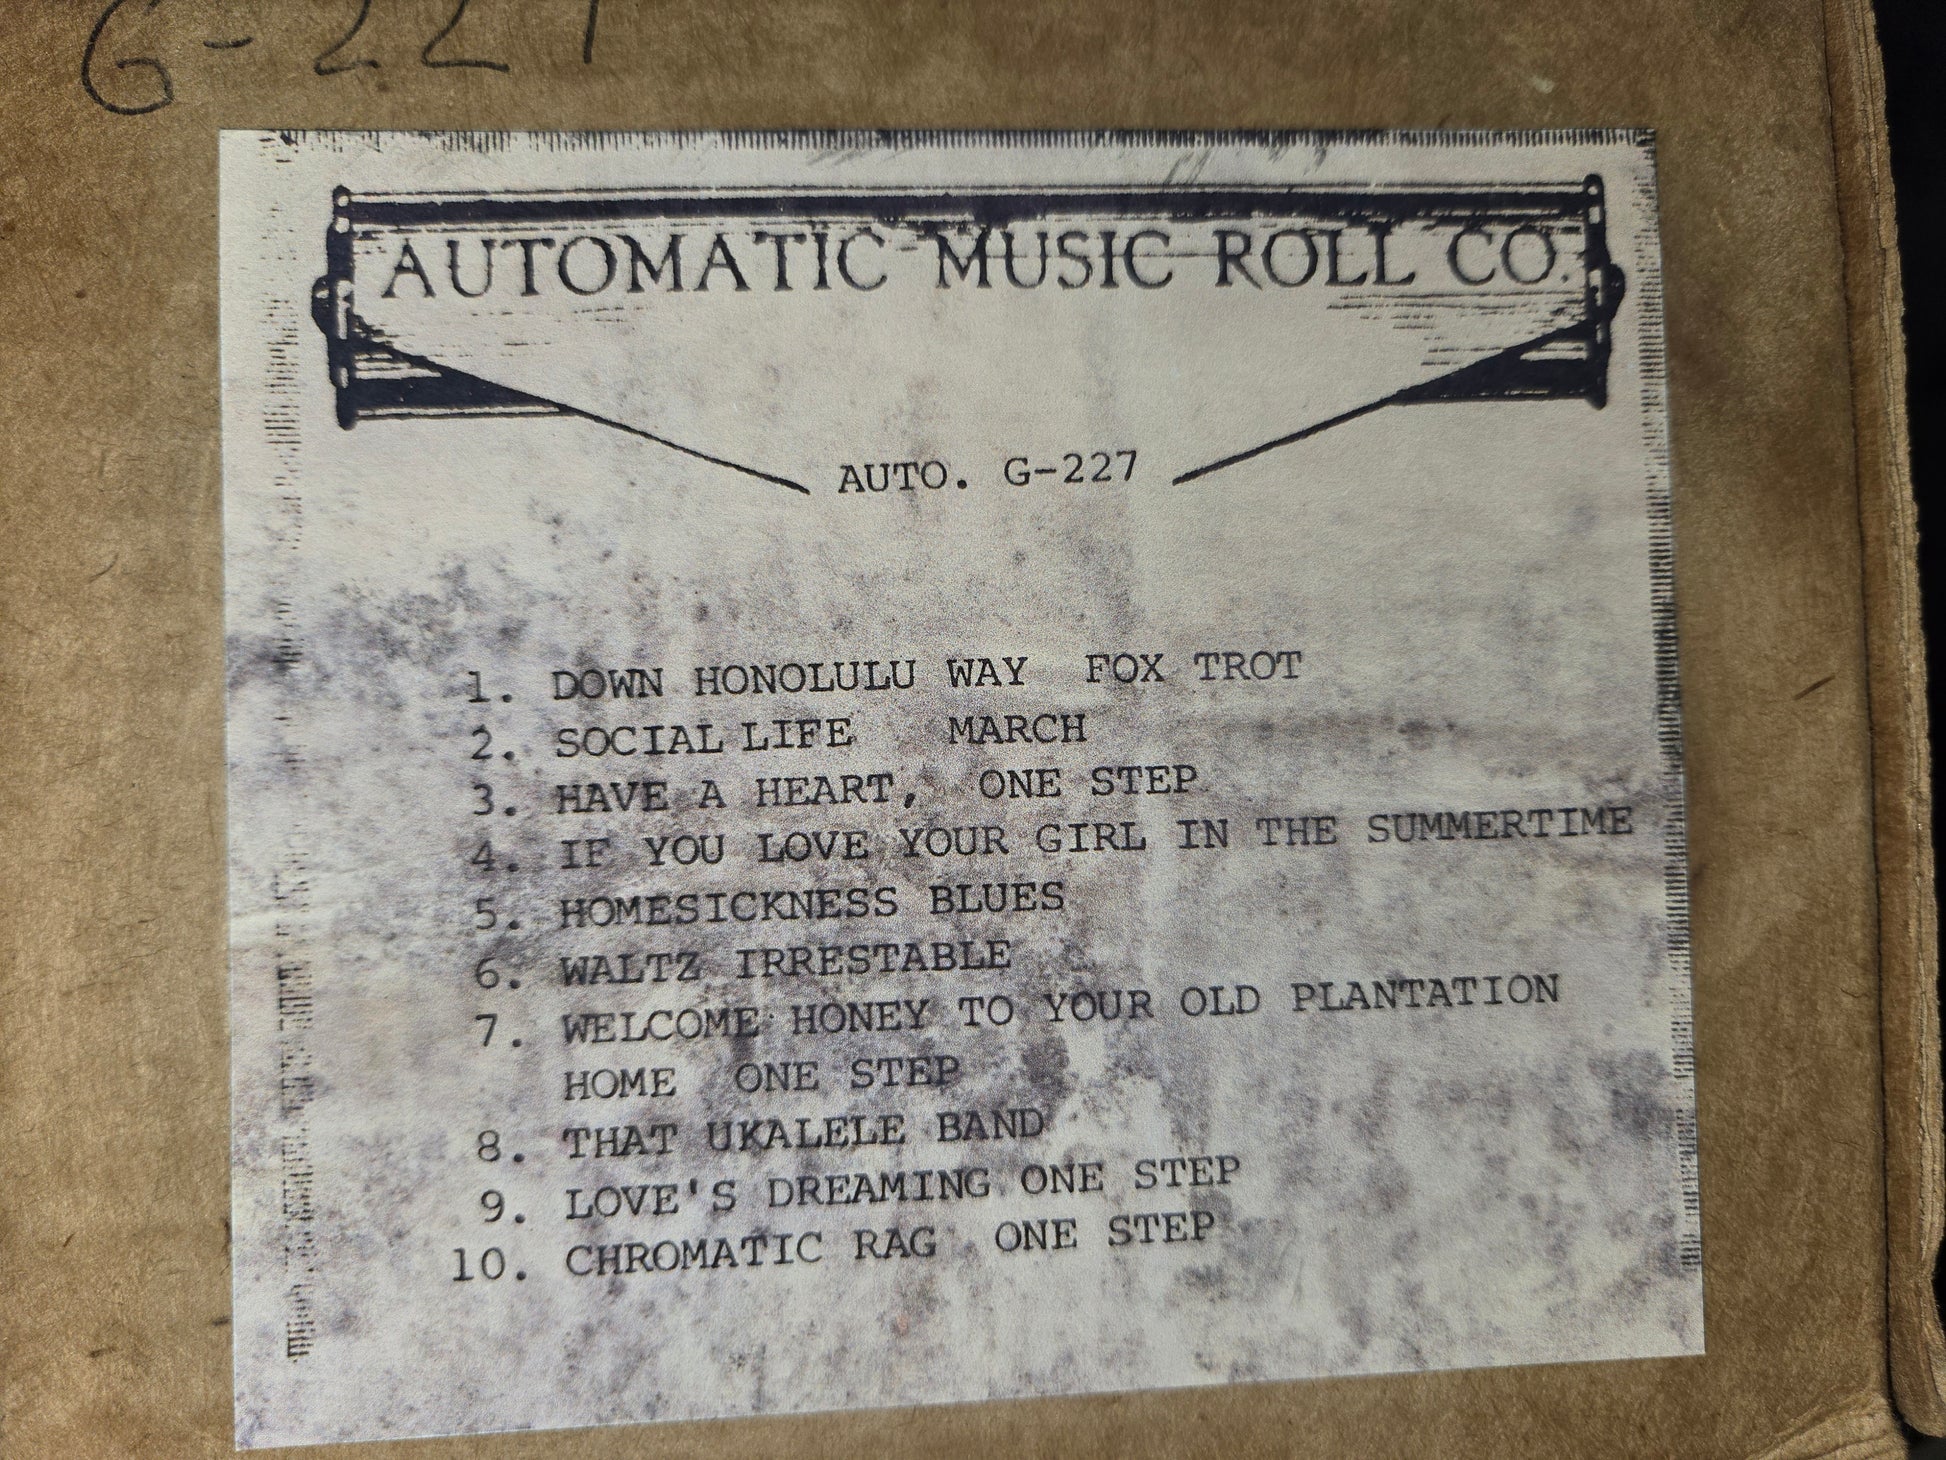 G-227
AUTOMATIC MUSIC ROLL CO.
AUTO. G-227
1. DOWN HONOLULU WAY FOX TROT
2. SOCIAL LIFE MARCH
3. HAVE A HEART, ONE STEP
4. IF YOU LOVE YOUR GIRL IN THE SUMMERTIME
5. HOMESICKNESS BLUES
6. WALTZ IRRESTABLE
7. WELCOME HONEY TO YOUR OLD PLANTATION
HOME ONE STEP
8. THAT UKALELE BAND
9. LOVE'S DREAMING ONE STEP
10. CHROMATIC RAG ONE STEP